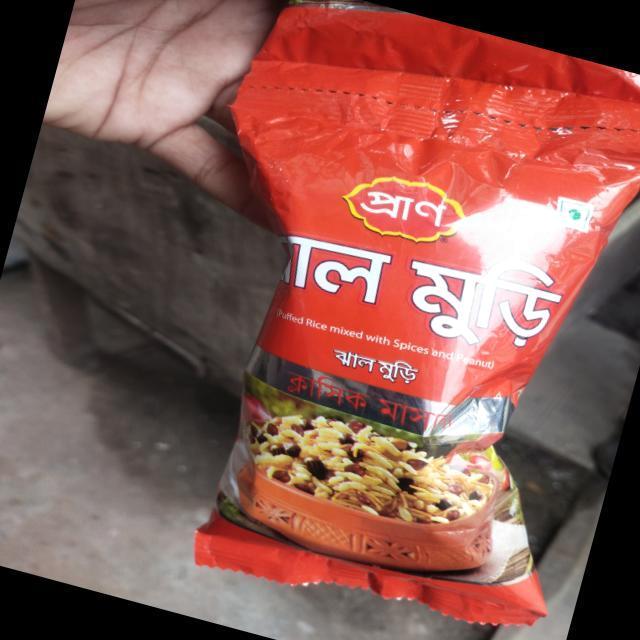 প্রাণ
ঝাল মুড়ি
(Puffed Rice mixed with Spices and Peanut)
ঝাল মুড়ি
ক্লাসিক মাসালা